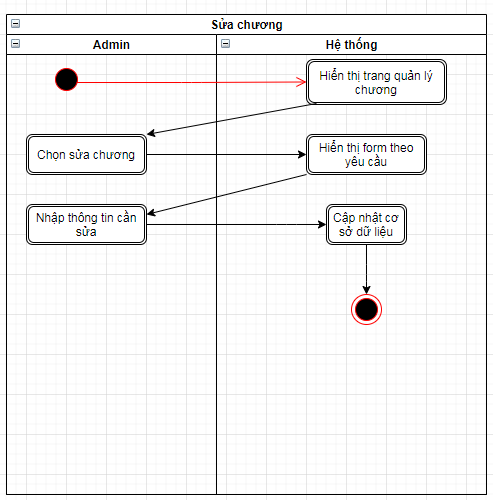 Sửa chương
Admin
Hệ thống
Hiển thị trang quản lý
chương
Chọn sửa chương
Hiển thị form theo
yêu cầu
Nhập thông tin cần
sửa
Cập nhật cơ
sở dữ liệu